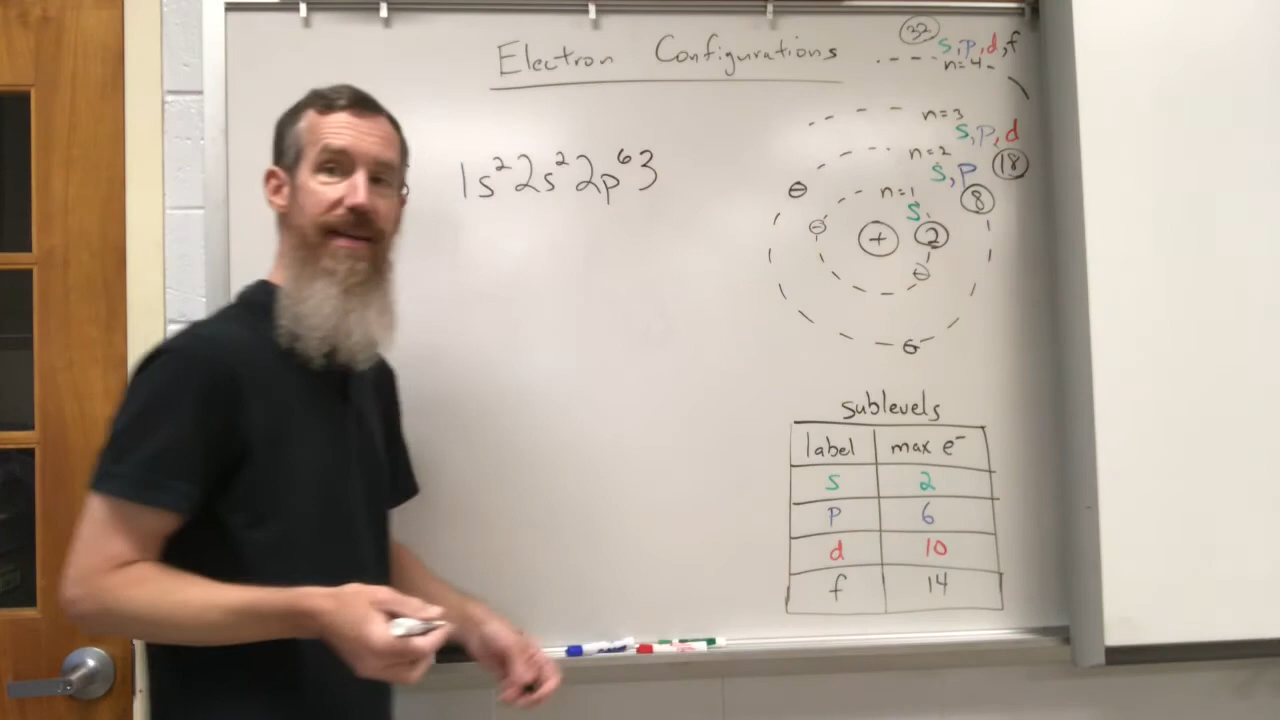 Electron Configurations
1s²2s²2p⁶3
32
s, p, d, f
n=4
n=3
s, p, d
18
n=2
s, p
8
n=1
s
+ 2
sublevels
label max e⁻
s 2
p 6
d 10
f 14